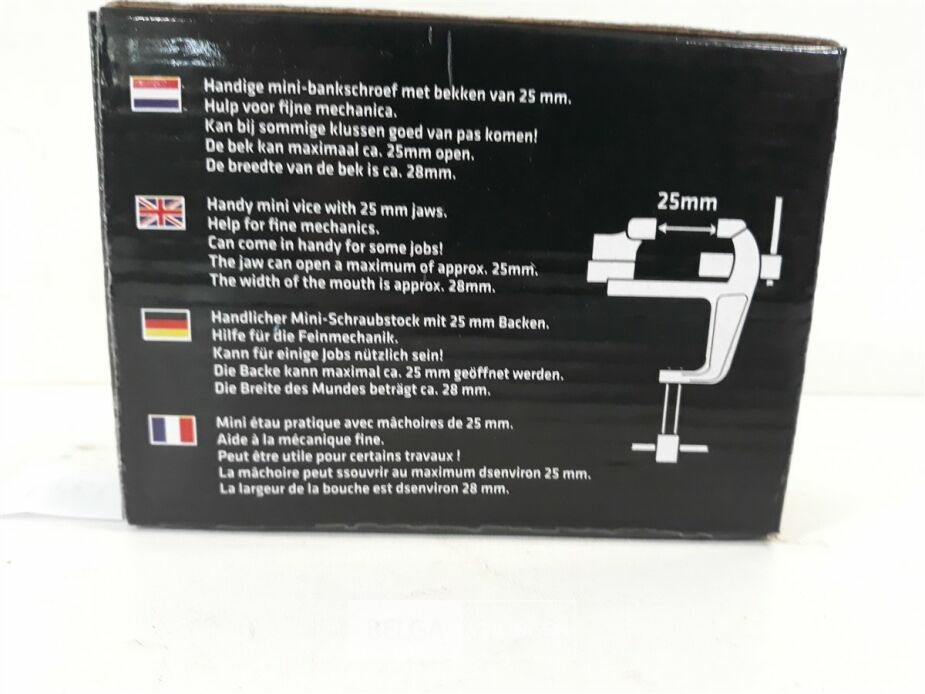 Handige mini-bankschroef met bekken van 25 mm.
Hulp voor fijne mechanica.
Kan bij sommige klussen goed van pas komen!
De bek kan maximaal ca. 25mm open.
De breedte van de bek is ca. 28mm.
Handy mini vice with 25 mm jaws.
Help for fine mechanics.
Can come in handy for some jobs!
The jaw can open a maximum of approx. 25mm.
The width of the mouth is approx. 28mm.
Handlicher Mini-Schraubstock mit 25 mm Backen.
Hilfe für die Feinmechanik.
Kann für einige Jobs nützlich sein!
Die Backe kann maximal ca. 25 mm geöffnet werden.
Die Breite des Mundes beträgt ca. 28 mm.
Mini étau pratique avec mâchoires de 25 mm.
Aide à la mécanique fine.
Peut être utile pour certains travaux !
La mâchoire peut ssouvrir au maximum dsenviron 25 mm.
La largeur de la bouche est dsenviron 28 mm.
25mm
BELGA